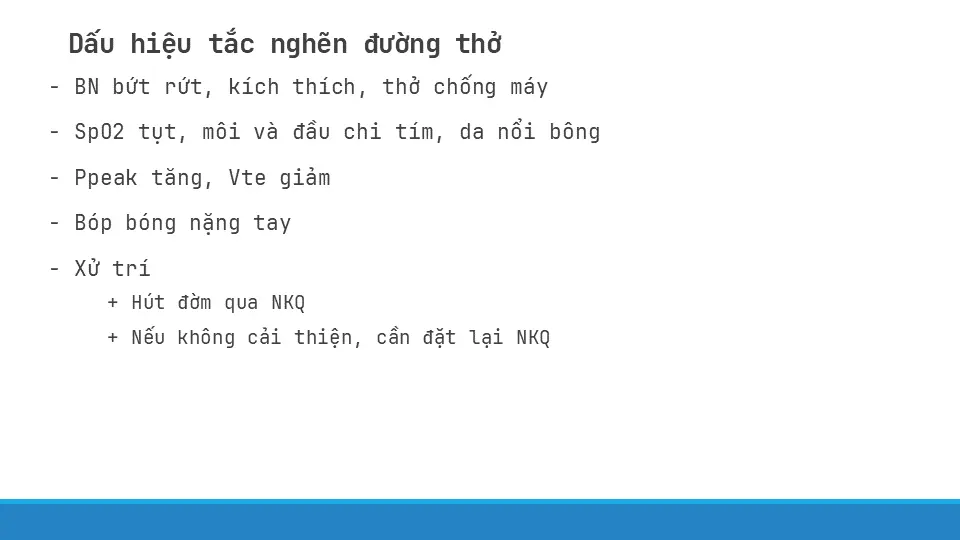 Dấu hiệu tắc nghẽn đường thở
- BN bứt rứt, kích thích, thở chống máy
- SpO2 tụt, môi và đầu chi tím, da nổi bông
- Ppeak tăng, Vte giảm
- Bóp bóng nặng tay
- Xử trí
+ Hút đờm qua NKQ
+ Nếu không cải thiện, cần đặt lại NKQ